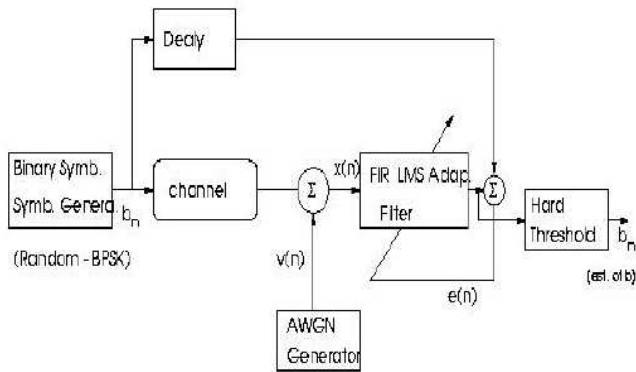 Dealy
Binary Symb.
Symb. Genera.
b_n
(Random - BPSK)
channel
Σ
v(n)
AWGN
Generator
x(n)
FIR LMS Adap.
Filter
Σ
e(n)
Hard
Threshold
b_n
(est. of b)